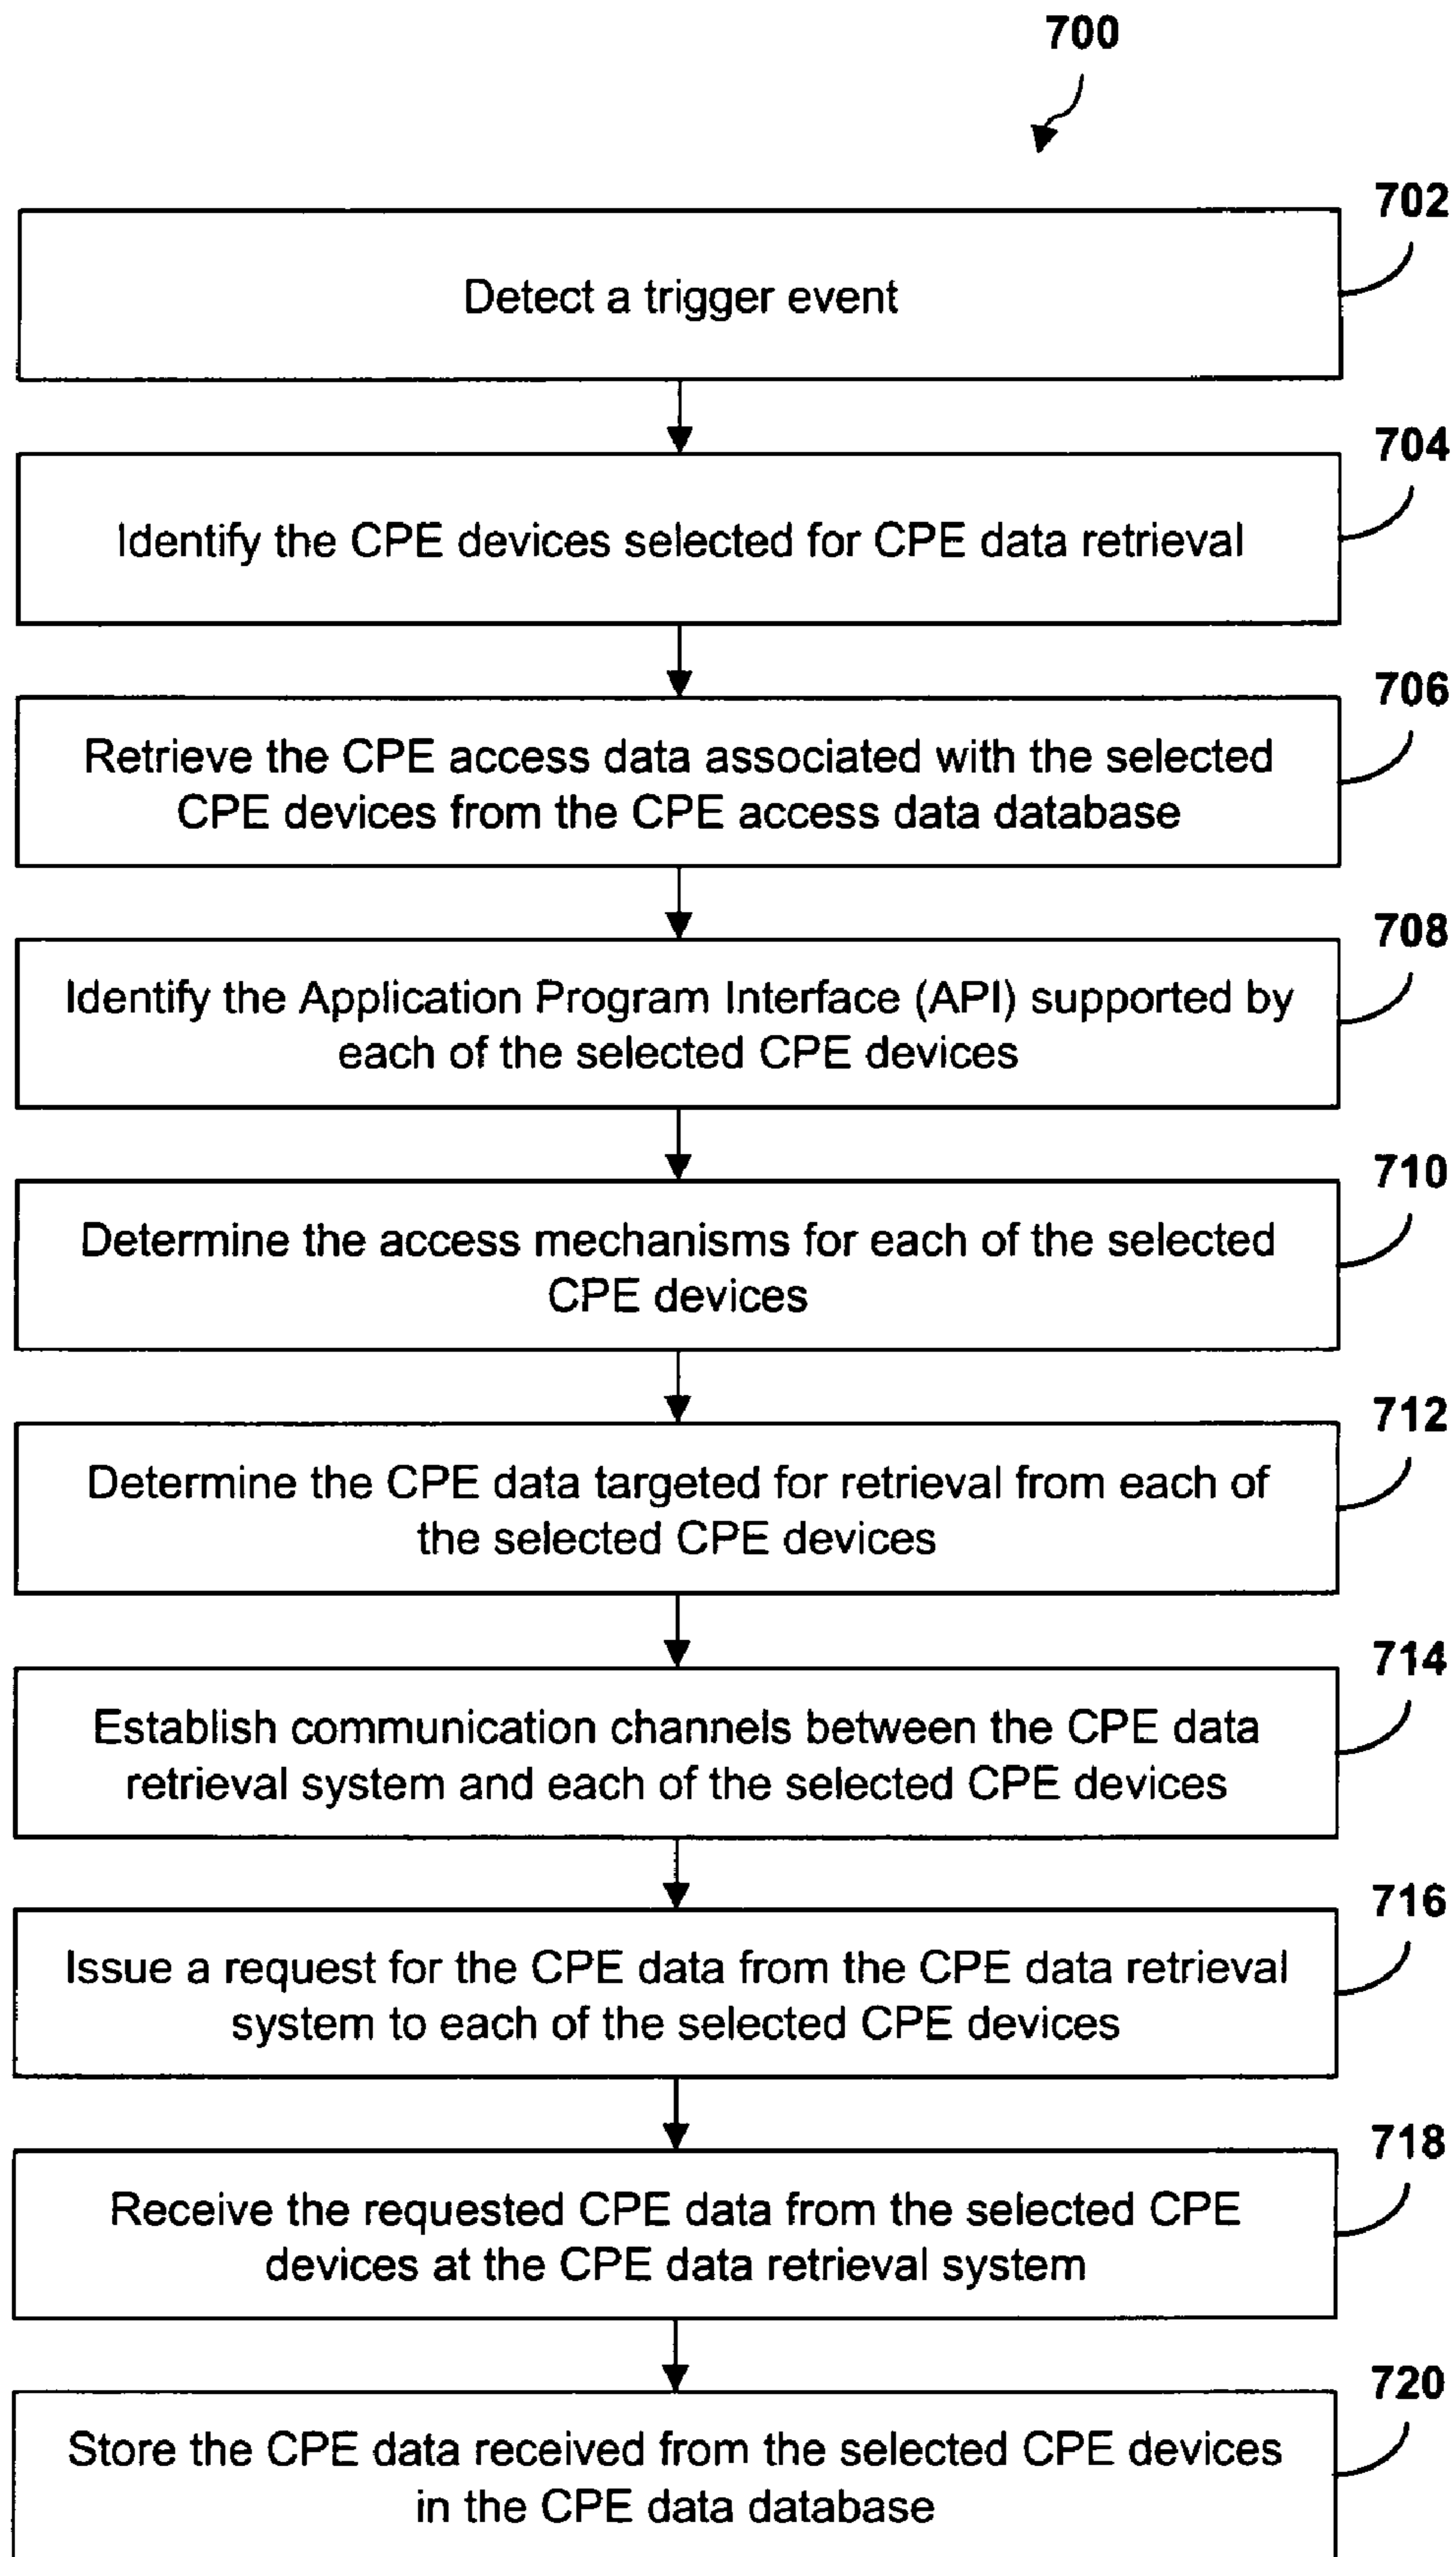 700
702
Detect a trigger event
704
Identify the CPE devices selected for CPE data retrieval
706
Retrieve the CPE access data associated with the selected
CPE devices from the CPE access data database
708
Identify the Application Program Interface (API) supported by
each of the selected CPE devices
710
Determine the access mechanisms for each of the selected
CPE devices
712
Determine the CPE data targeted for retrieval from each of
the selected CPE devices
714
Establish communication channels between the CPE data
retrieval system and each of the selected CPE devices
716
Issue a request for the CPE data from the CPE data retrieval
system to each of the selected CPE devices
718
Receive the requested CPE data from the selected CPE
devices at the CPE data retrieval system
720
Store the CPE data received from the selected CPE devices
in the CPE data database